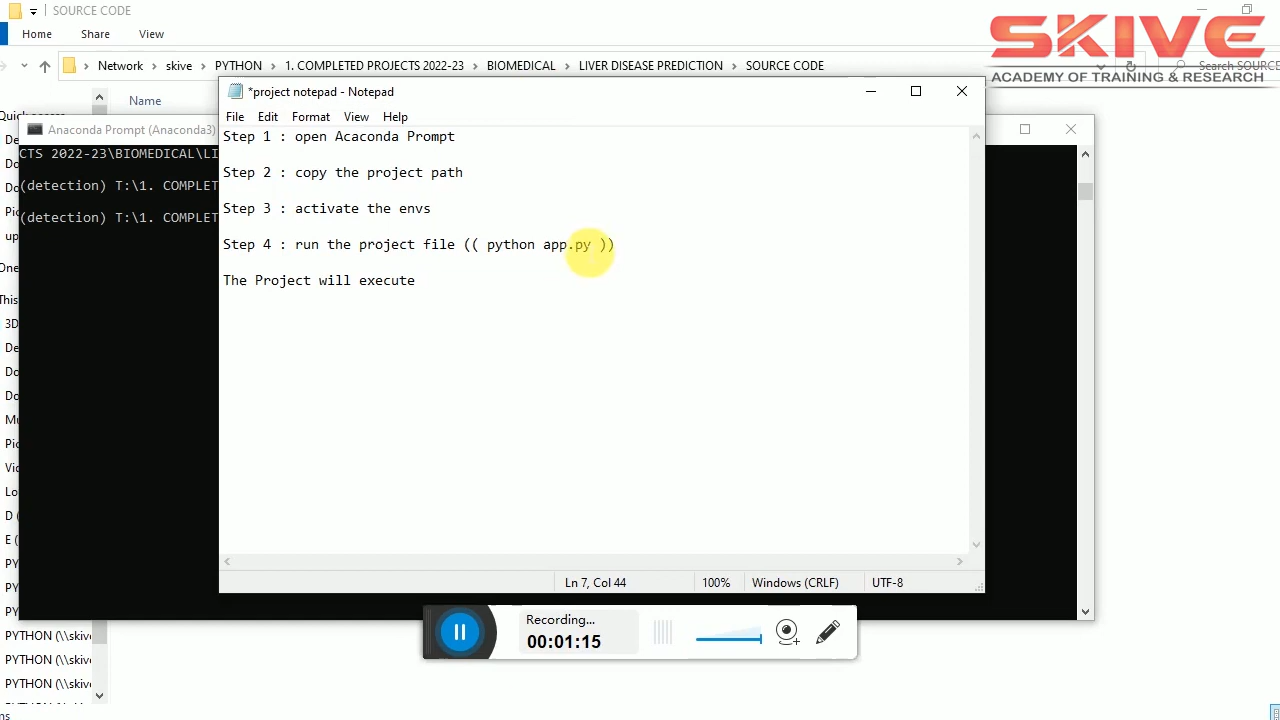 SOURCE CODE
Home Share View
Network skive PYTHON 1. COMPLETED PROJECTS 2022-23 BIOMEDICAL LIVER DISEASE PREDICTION SOURCE CODE
SKIVE
ACADEMY OF TRAINING & RESEARCH
Name
*project notepad - Notepad
File Edit Format View Help
Step 1 : open Acaconda Prompt
Step 2 : copy the project path
Step 3 : activate the envs
Step 4 : run the project file (( python app.py ))
The Project will execute
Ln 7, Col 44 100% Windows (CRLF) UTF-8
Anaconda Prompt (Anaconda3)
CTS 2022-23\BIOMEDICAL\LI
(detection) T:\1. COMPLET
(detection) T:\1. COMPLET
PYTHON (\\skive
PYTHON (\\skive
PYTHON (\\skive
Recording...
00:01:15